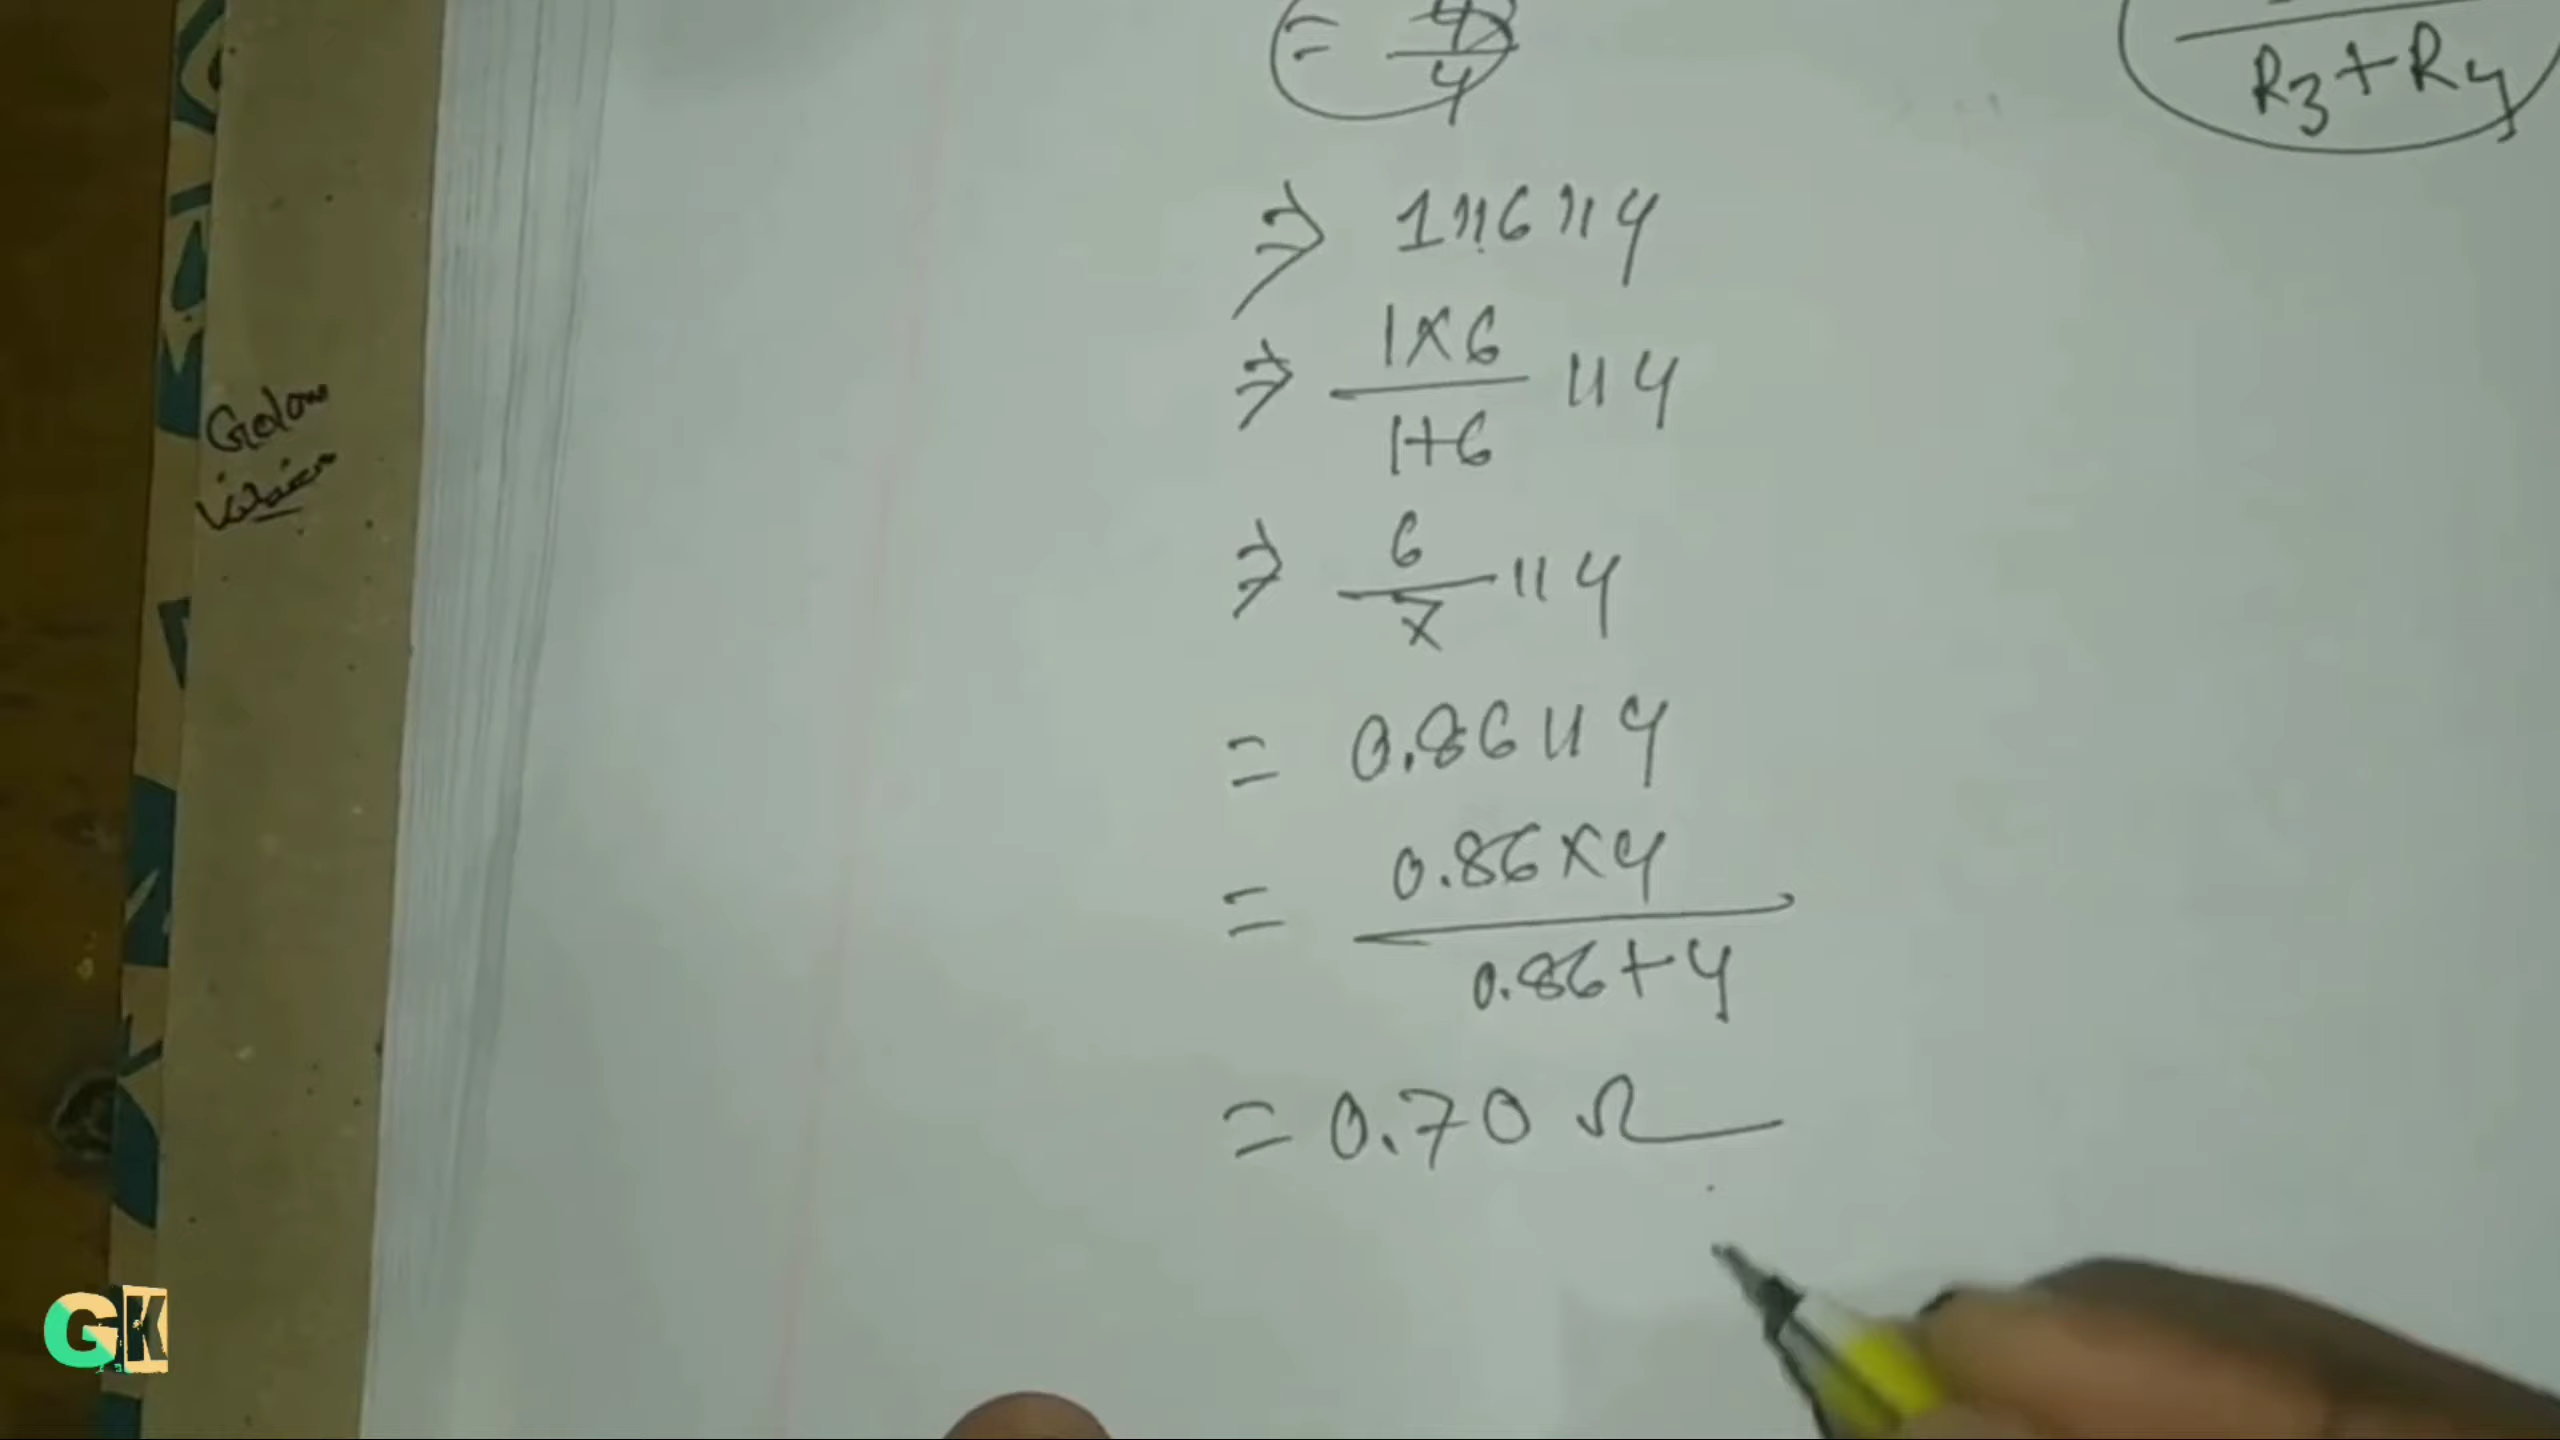 R3+R4
⇒ 1||6||4
⇒ 1×6 ||4
1+6
⇒ 6 ||4
7
= 0.86||4
= 0.86×4
0.86+4
= 0.70 Ω
GK